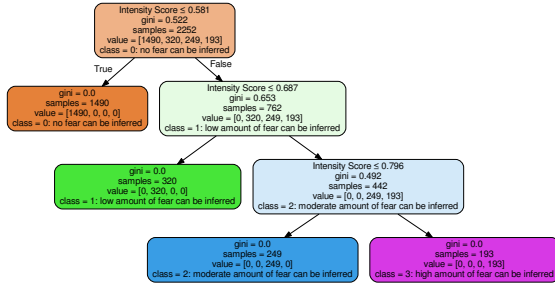 Intensity Score ≤ 0.581
gini = 0.522
samples = 2252
value = [1490, 320, 249, 193]
class = 0: no fear can be inferred
True
False
gini = 0.0
samples = 1490
value = [1490, 0, 0, 0]
class = 0: no fear can be inferred
Intensity Score ≤ 0.687
gini = 0.653
samples = 762
value = [0, 320, 249, 193]
class = 1: low amount of fear can be inferred
gini = 0.0
samples = 320
value = [0, 320, 0, 0]
class = 1: low amount of fear can be inferred
Intensity Score ≤ 0.796
gini = 0.492
samples = 442
value = [0, 0, 249, 193]
class = 2: moderate amount of fear can be inferred
gini = 0.0
samples = 249
value = [0, 0, 249, 0]
class = 2: moderate amount of fear can be inferred
gini = 0.0
samples = 193
value = [0, 0, 0, 193]
class = 3: high amount of fear can be inferred